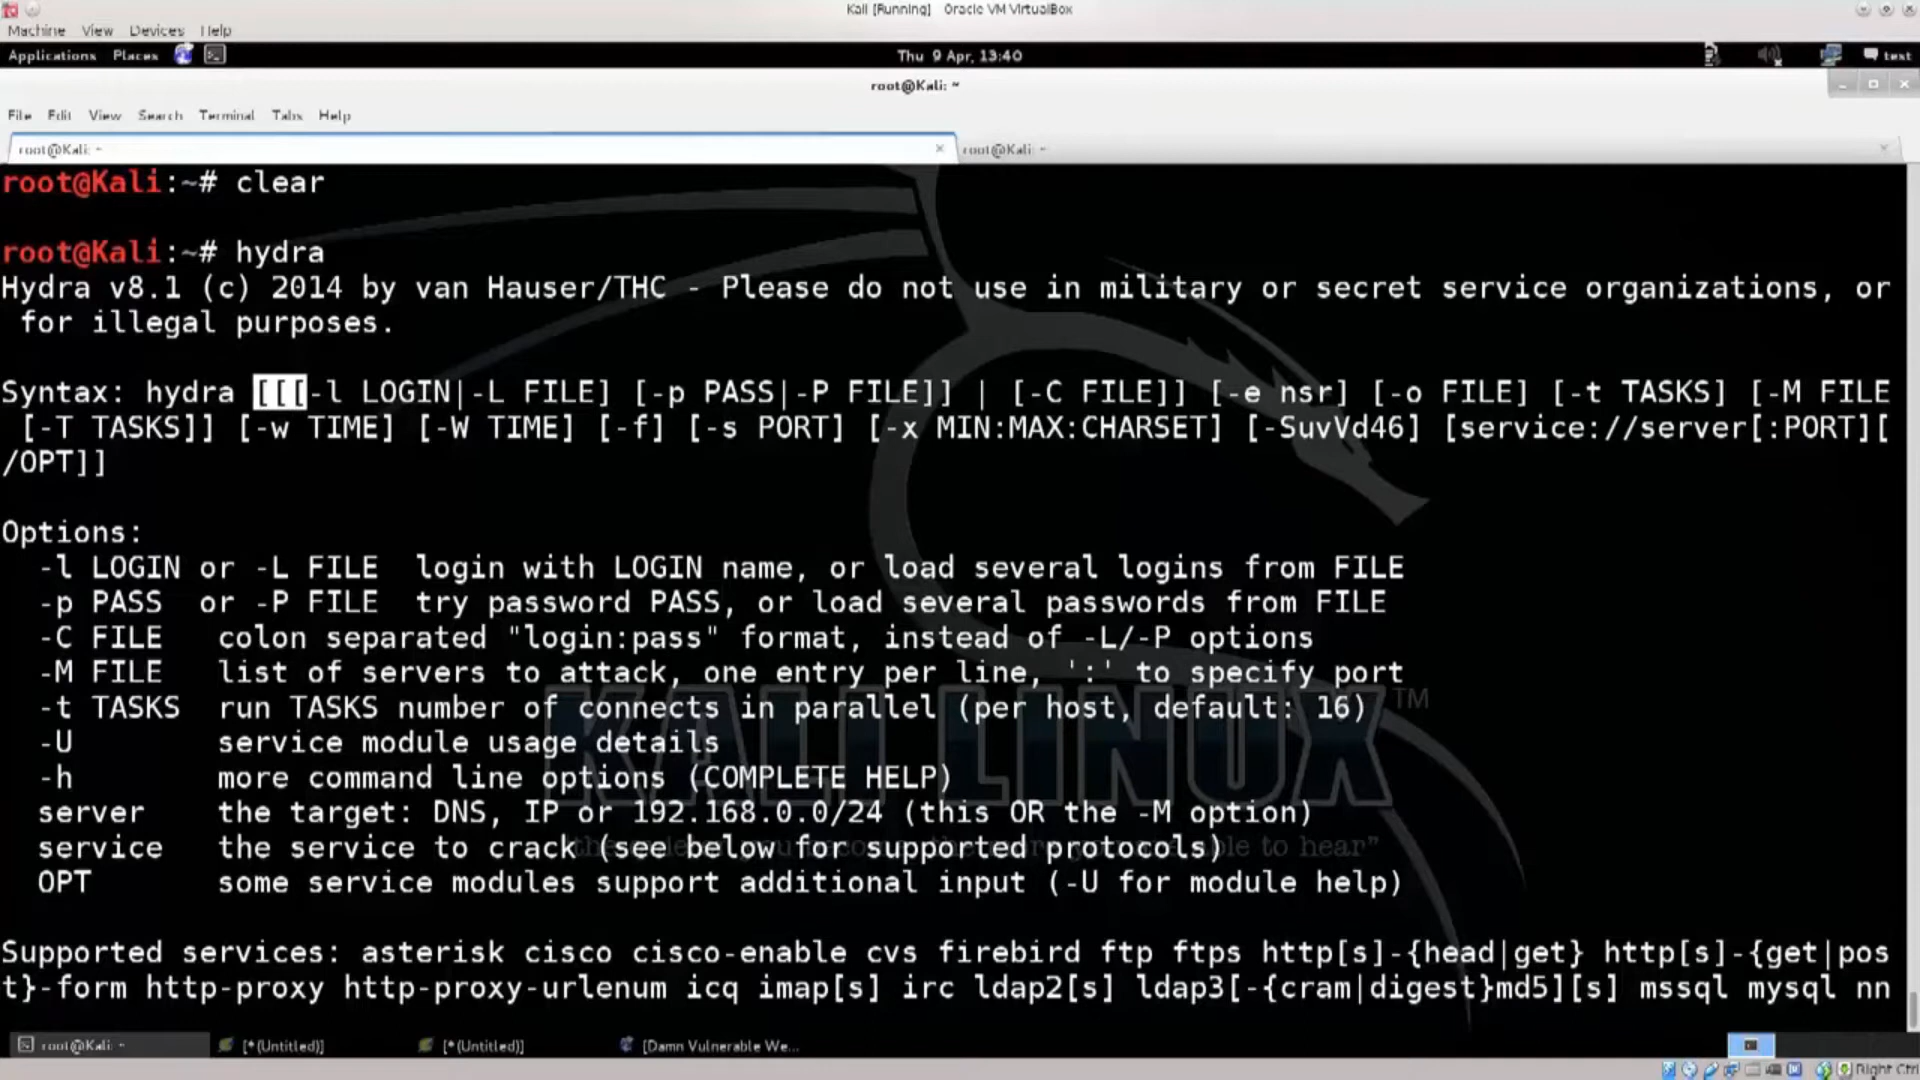 Kali [Running] Oracle VM VirtualBox
Machine View Devices Help
Applications Places Thu 9 Apr, 13:40 text
root@Kali: ~
File Edit View Search Terminal Tabs Help
root@Kali: ~ × root@Kali: ~ ×
root@Kali:~# clear
root@Kali:~# hydra
Hydra v8.1 (c) 2014 by van Hauser/THC - Please do not use in military or secret service organizations, or
for illegal purposes.
Syntax: hydra [[[-l LOGIN|-L FILE] [-p PASS|-P FILE]] | [-C FILE]] [-e nsr] [-o FILE] [-t TASKS] [-M FILE
[-T TASKS]] [-w TIME] [-W TIME] [-f] [-s PORT] [-x MIN:MAX:CHARSET] [-SuvVd46] [service://server[:PORT][
/OPT]]
Options:
-l LOGIN or -L FILE login with LOGIN name, or load several logins from FILE
-p PASS or -P FILE try password PASS, or load several passwords from FILE
-C FILE colon separated "login:pass" format, instead of -L/-P options
-M FILE list of servers to attack, one entry per line, ':' to specify port
-t TASKS run TASKS number of connects in parallel (per host, default: 16)
-U service module usage details
-h more command line options (COMPLETE HELP)
server the target: DNS, IP or 192.168.0.0/24 (this OR the -M option)
service the service to crack (see below for supported protocols)
OPT some service modules support additional input (-U for module help)
Supported services: asterisk cisco cisco-enable cvs firebird ftp ftps http[s]-{head|get} http[s]-{get|pos
t}-form http-proxy http-proxy-urlenum icq imap[s] irc ldap2[s] ldap3[-{cram|digest}md5][s] mssql mysql nn
KALI LINUX™
root@Kali: ~ [*(Untitled)] [*(Untitled)] [Damn Vulnerable We...
Right Ctrl